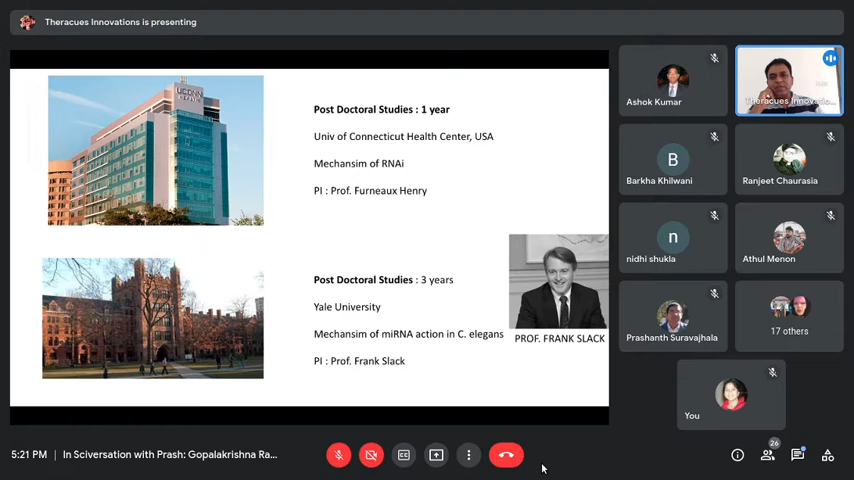 Theracues Innovations is presenting
UCONN
HEALTH
Post Doctoral Studies : 1 year
Univ of Connecticut Health Center, USA
Mechansim of RNAi
PI : Prof. Furneaux Henry
Post Doctoral Studies : 3 years
Yale University
Mechansim of miRNA action in C. elegans
PI : Prof. Frank Slack
PROF. FRANK SLACK
Ashok Kumar
Theracues Innovatio...
B
Barkha Khilwani
Ranjeet Chaurasia
n
nidhi shukla
Athul Menon
Prashanth Suravajhala
17 others
You
5:21 PM | In Sciversation with Prash: Gopalakrishna Ra...
CC
26